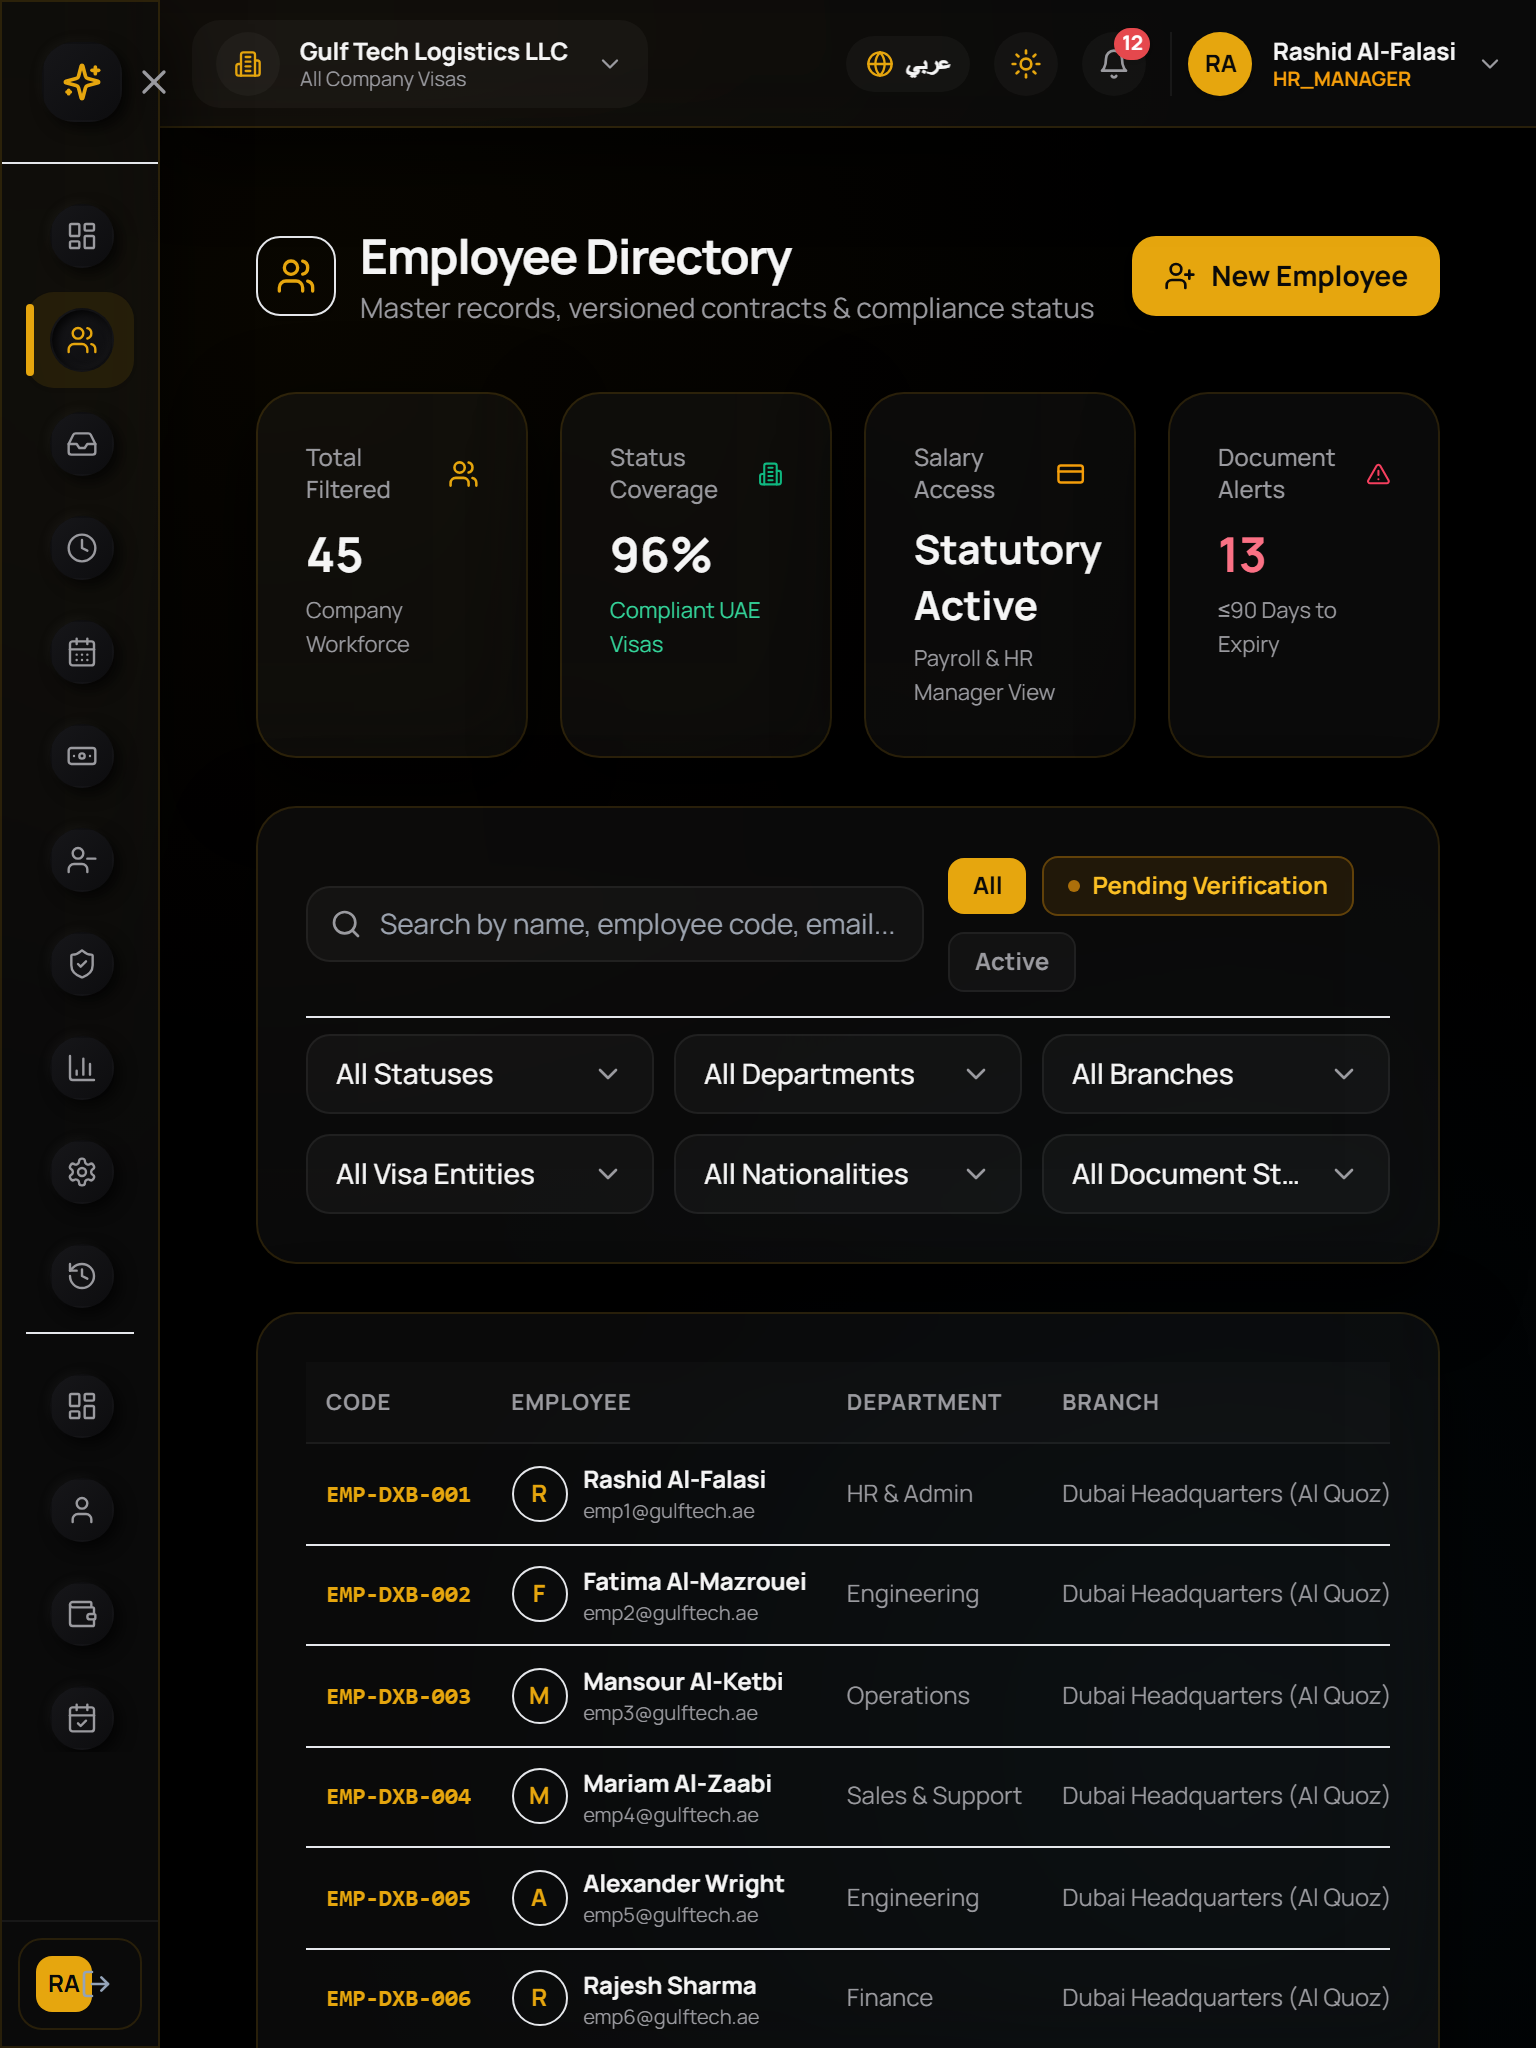 Gulf Tech Logistics LLC
All Company Visas
عربي
12
RA
Rashid Al-Falasi
HR_MANAGER
Employee Directory
Master records, versioned contracts & compliance status
New Employee
Total
Filtered
45
Company
Workforce
Status
Coverage
96%
Compliant UAE
Visas
Salary
Access
Statutory
Active
Payroll & HR
Manager View
Document
Alerts
13
≤90 Days to
Expiry
Search by name, employee code, email...
All
Pending Verification
Active
All Statuses
All Departments
All Branches
All Visa Entities
All Nationalities
All Document St...
CODE EMPLOYEE DEPARTMENT BRANCH
EMP-DXB-001 R Rashid Al-Falasi HR & Admin Dubai Headquarters (Al Quoz)
emp1@gulftech.ae
EMP-DXB-002 F Fatima Al-Mazrouei Engineering Dubai Headquarters (Al Quoz)
emp2@gulftech.ae
EMP-DXB-003 M Mansour Al-Ketbi Operations Dubai Headquarters (Al Quoz)
emp3@gulftech.ae
EMP-DXB-004 M Mariam Al-Zaabi Sales & Support Dubai Headquarters (Al Quoz)
emp4@gulftech.ae
EMP-DXB-005 A Alexander Wright Engineering Dubai Headquarters (Al Quoz)
emp5@gulftech.ae
EMP-DXB-006 R Rajesh Sharma Finance Dubai Headquarters (Al Quoz)
emp6@gulftech.ae
RA